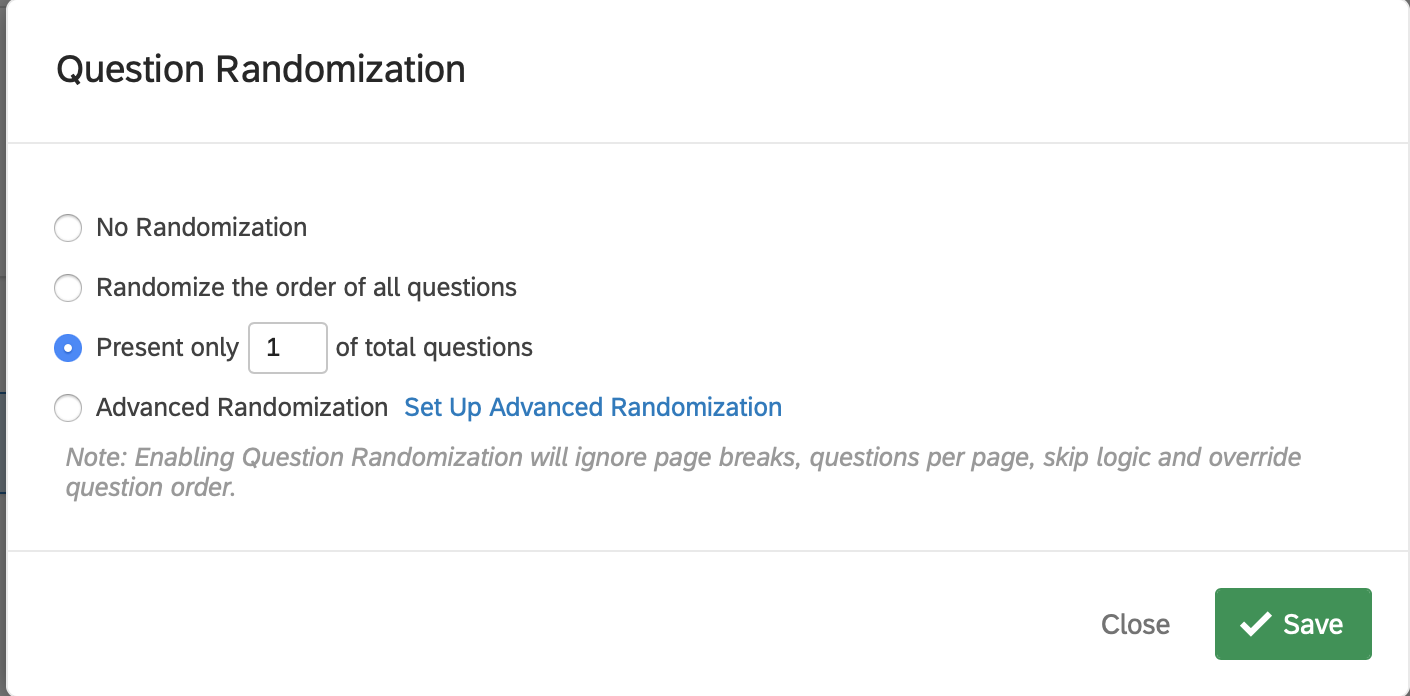 Question Randomization
No Randomization
Randomize the order of all questions
Present only 1 of total questions
Advanced Randomization Set Up Advanced Randomization
Note: Enabling Question Randomization will ignore page breaks, questions per page, skip logic and override
question order.
Close Save